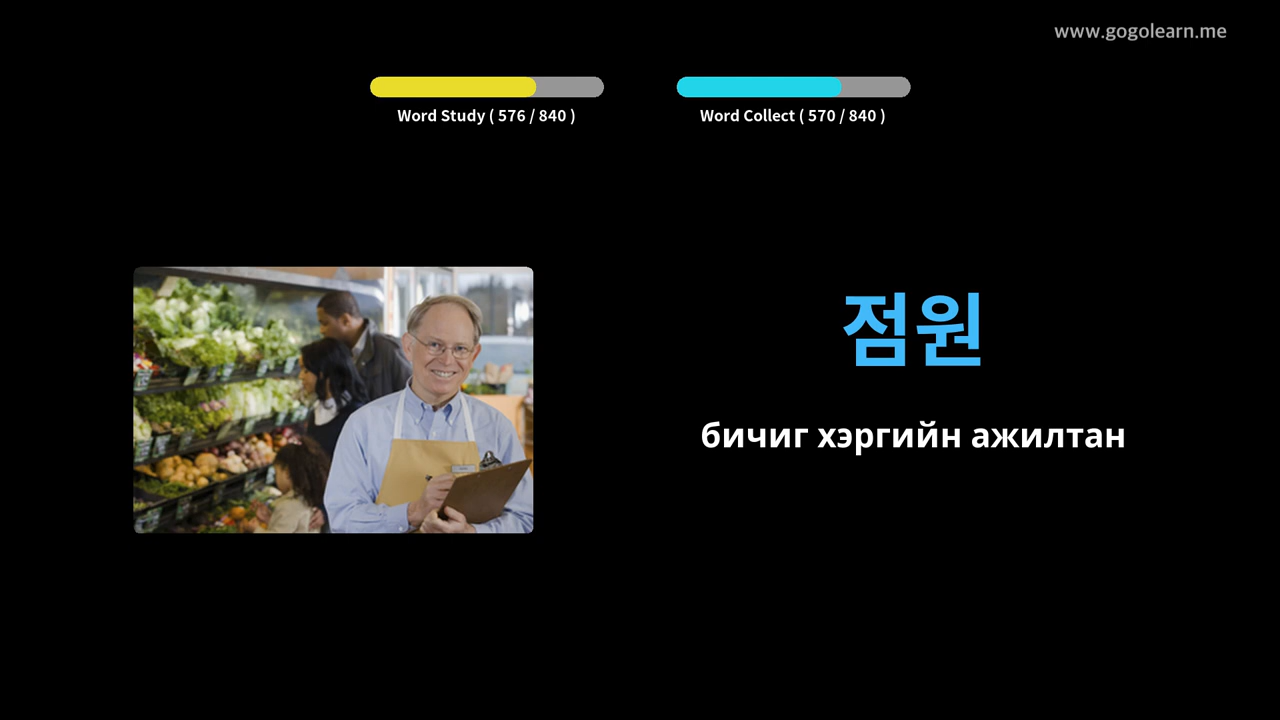 www.gogolearn.me
Word Study ( 576 / 840 )
Word Collect ( 570 / 840 )
점원
бичиг хэргийн ажилтан